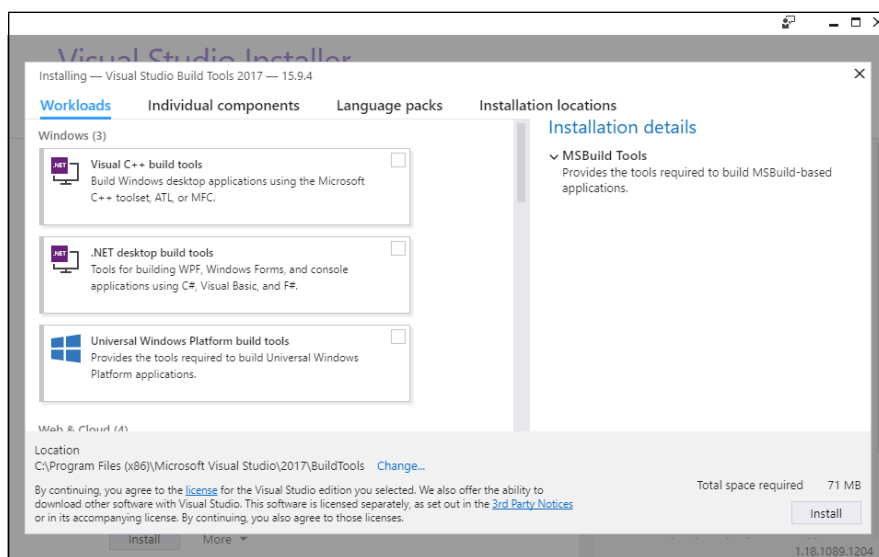 Visual Studio Installer
Installing — Visual Studio Build Tools 2017 — 15.9.4
Workloads Individual components Language packs Installation locations
Windows (3)
.NET
Visual C++ build tools
Build Windows desktop applications using the Microsoft
C++ toolset, ATL, or MFC.
.NET
.NET desktop build tools
Tools for building WPF, Windows Forms, and console
applications using C#, Visual Basic, and F#.
Universal Windows Platform build tools
Provides the tools required to build Universal Windows
Platform applications.
Web & Cloud (4)
Installation details
MSBuild Tools
Provides the tools required to build MSBuild-based
applications.
Location
C:\Program Files (x86)\Microsoft Visual Studio\2017\BuildTools Change...
By continuing, you agree to the license for the Visual Studio edition you selected. We also offer the ability to
download other software with Visual Studio. This software is licensed separately, as set out in the 3rd Party Notices
or in its accompanying license. By continuing, you also agree to those licenses.
Total space required 71 MB
Install
Install More
1.18.1089.1204